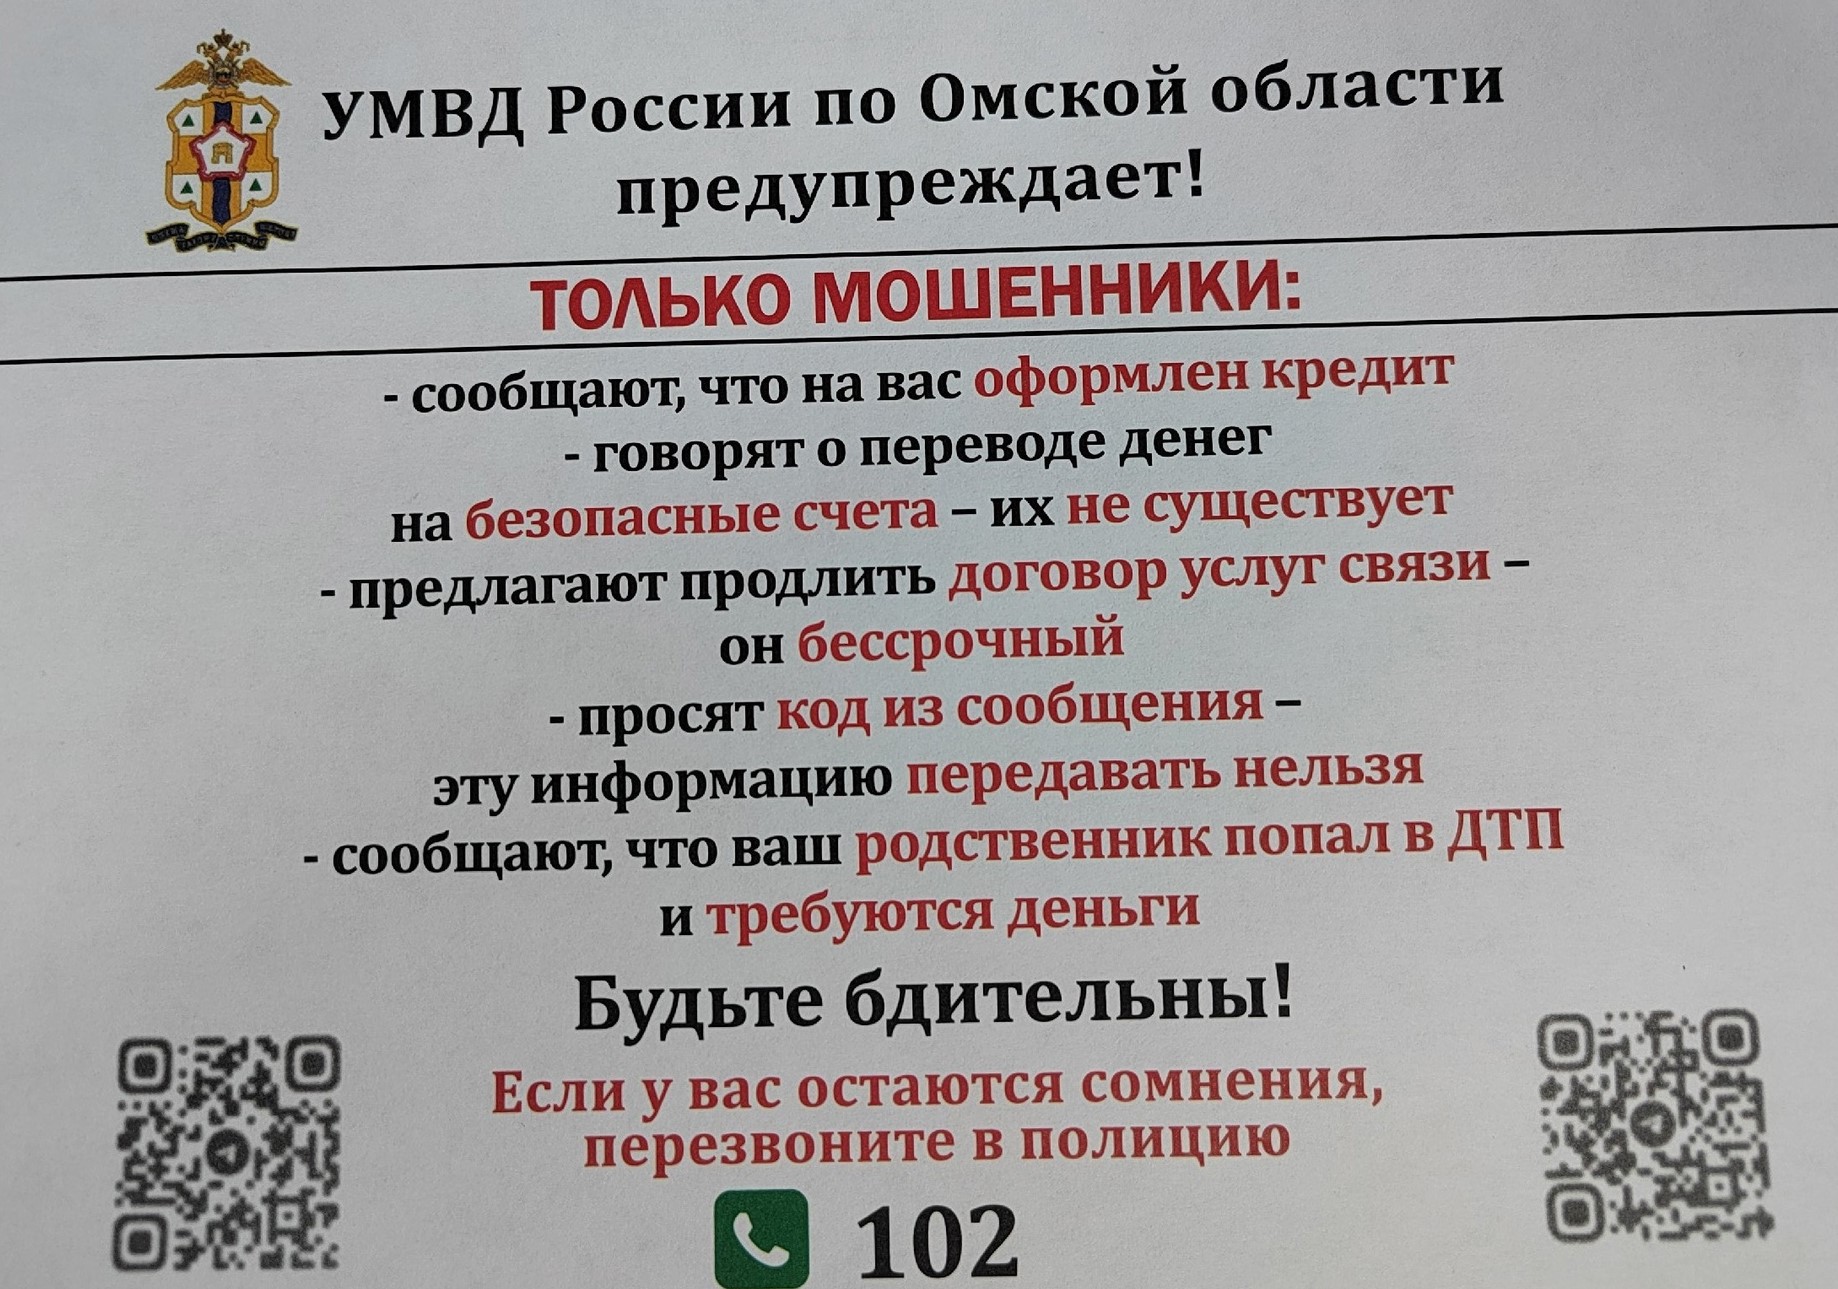 УМВД России по Омской области
предупреждает!
ТОЛЬКО МОШЕННИКИ:
- сообщают, что на вас оформлен кредит
- говорят о переводе денег
на безопасные счета – их не существует
- предлагают продлить договор услуг связи –
он бессрочный
- просят код из сообщения –
эту информацию передавать нельзя
- сообщают, что ваш родственник попал в ДТП
и требуются деньги
Будьте бдительны!
Если у вас остаются сомнения,
перезвоните в полицию
102